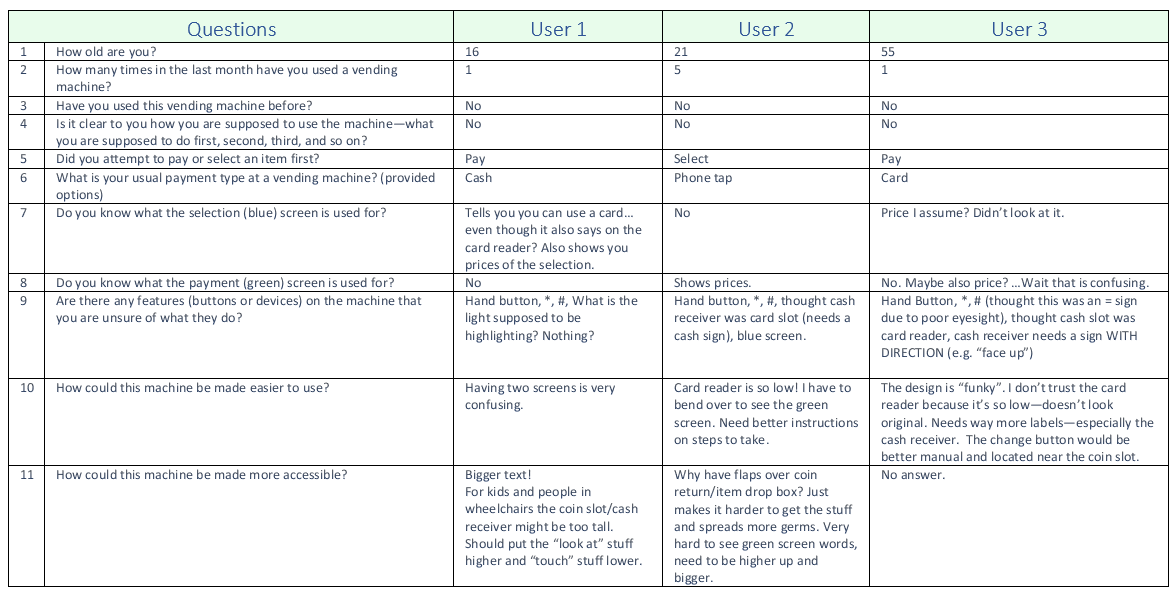 Questions User 1 User 2 User 3
1 How old are you? 16 21 55
2 How many times in the last month have you used a vending machine? 1 5 1
3 Have you used this vending machine before? No No No
4 Is it clear to you how you are supposed to use the machine—what you are supposed to do first, second, third, and so on? No No No
5 Did you attempt to pay or select an item first? Pay Select Pay
6 What is your usual payment type at a vending machine? (provided options) Cash Phone tap Card
7 Do you know what the selection (blue) screen is used for?
Tells you you can use a card…
even though it also says on the
card reader? Also shows you
prices of the selection.
No
Price I assume? Didn't look at it.
8 Do you know what the payment (green) screen is used for? No Shows prices. No. Maybe also price? …Wait that is confusing.
9 Are there any features (buttons or devices) on the machine that
you are unsure of what they do?
Hand button, *, #, What is the
light supposed to be
highlighting? Nothing?
Hand button, *, #, thought cash
receiver was card slot (needs a
cash sign), blue screen.
Hand Button, *, # (thought this was an = sign
due to poor eyesight), thought cash slot was
card reader, cash receiver needs a sign WITH
DIRECTION (e.g. "face up")
10 How could this machine be made easier to use?
Having two screens is very
confusing.
Card reader is so low! I have to
bend over to see the green
screen. Need better instructions
on steps to take.
The design is "funky". I don't trust the card
reader because it's so low—doesn't look
original. Needs way more labels—especially the
cash receiver.  The change button would be
better manual and located near the coin slot.
11 How could this machine be made more accessible?
Bigger text!
For kids and people in
wheelchairs the coin slot/cash
receiver might be too tall.
Should put the "look at" stuff
higher and "touch" stuff lower.
Why have flaps over coin
return/item drop box? Just
makes it harder to get the stuff
and spreads more germs. Very
hard to see green screen words,
need to be higher up and
bigger.
No answer.